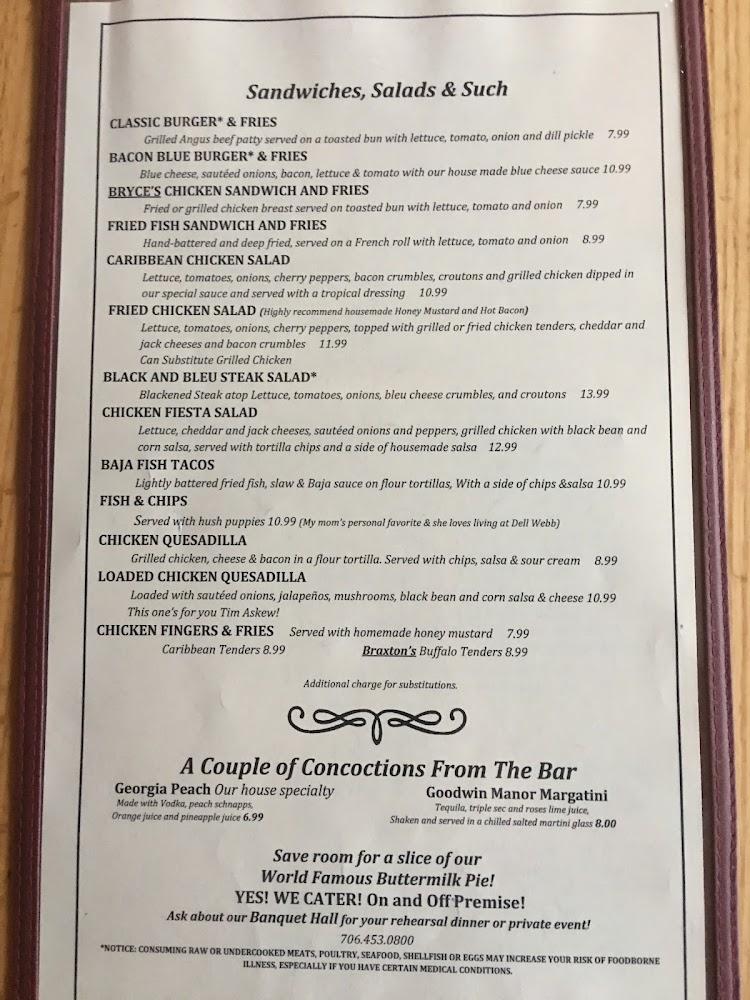 Sandwiches, Salads & Such
CLASSIC BURGER* & FRIES
Grilled Angus beef patty served on a toasted bun with lettuce, tomato, onion and dill pickle 7.99
BACON BLUE BURGER* & FRIES
Blue cheese, sautéed onions, bacon, lettuce & tomato with our house made blue cheese sauce 10.99
BRYCE'S CHICKEN SANDWICH AND FRIES
Fried or grilled chicken breast served on toasted bun with lettuce, tomato and onion 7.99
FRIED FISH SANDWICH AND FRIES
Hand-battered and deep fried, served on a French roll with lettuce, tomato and onion 8.99
CARIBBEAN CHICKEN SALAD
Lettuce, tomatoes, onions, cherry peppers, bacon crumbles, croutons and grilled chicken dipped in
our special sauce and served with a tropical dressing 10.99
FRIED CHICKEN SALAD (Highly recommend housemade Honey Mustard and Hot Bacon)
Lettuce, tomatoes, onions, cherry peppers, topped with grilled or fried chicken tenders, cheddar and
jack cheeses and bacon crumbles 11.99
Can Substitute Grilled Chicken
BLACK AND BLEU STEAK SALAD*
Blackened Steak atop Lettuce, tomatoes, onions, bleu cheese crumbles, and croutons 13.99
CHICKEN FIESTA SALAD
Lettuce, cheddar and jack cheeses, sautéed onions and peppers, grilled chicken with black bean and
corn salsa, served with tortilla chips and a side of housemade salsa 12.99
BAJA FISH TACOS
Lightly battered fried fish, slaw & Baja sauce on flour tortillas, With a side of chips &salsa 10.99
FISH & CHIPS
Served with hush puppies 10.99 (My mom's personal favorite & she loves living at Dell Webb)
CHICKEN QUESADILLA
Grilled chicken, cheese & bacon in a flour tortilla. Served with chips, salsa & sour cream 8.99
LOADED CHICKEN QUESADILLA
Loaded with sautéed onions, jalapeños, mushrooms, black bean and corn salsa & cheese 10.99
This one's for you Tim Askew!
CHICKEN FINGERS & FRIES Served with homemade honey mustard 7.99
Caribbean Tenders 8.99 Braxton's Buffalo Tenders 8.99
Additional charge for substitutions.
A Couple of Concoctions From The Bar
Georgia Peach Our house specialty
Made with Vodka, peach schnapps,
Orange juice and pineapple juice 6.99
Goodwin Manor Margatini
Tequila, triple sec and roses lime juice,
Shaken and served in a chilled salted martini glass 8.00
Save room for a slice of our
World Famous Buttermilk Pie!
YES! WE CATER! On and Off Premise!
Ask about our Banquet Hall for your rehearsal dinner or private event!
706.453.0800
*NOTICE: CONSUMING RAW OR UNDERCOOKED MEATS, POULTRY, SEAFOOD, SHELLFISH OR EGGS MAY INCREASE YOUR RISK OF FOODBORNE
ILLNESS, ESPECIALLY IF YOU HAVE CERTAIN MEDICAL CONDITIONS.